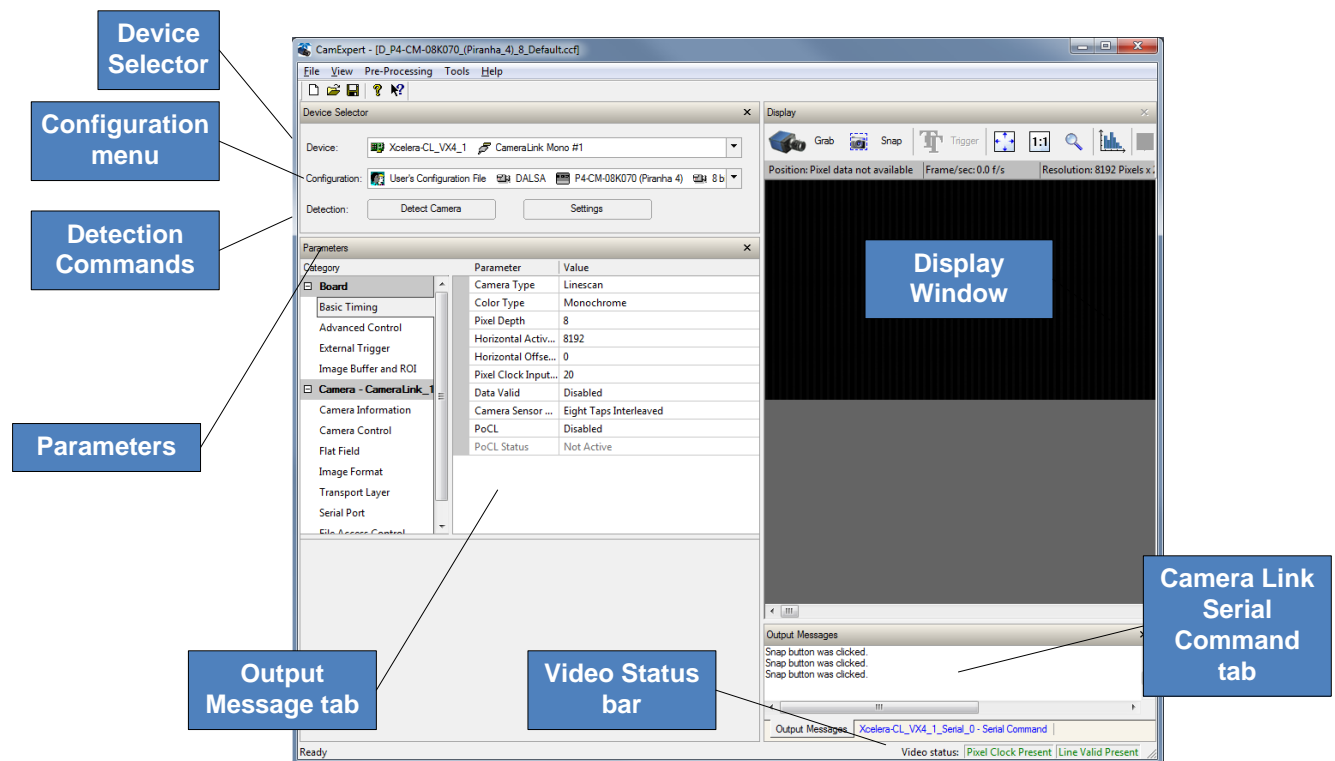 Device
Selector
Configuration
menu
Detection
Commands
Parameters
Output
Message tab
Video Status
bar
Camera Link
Serial
Command
tab
Display
Window
CamExpert - [D_P4-CM-08K070_(Piranha_4)_8_Default.ccf]
File View Pre-Processing Tools Help
Device Selector
Device: Xcelera-CL_VX4_1 CameraLink Mono #1
Configuration: User's Configuration File DALSA P4-CM-08K070 (Piranha 4) 8 b
Detection: Detect Camera Settings
Parameters
Category Parameter Value
Board
Basic Timing
Advanced Control
External Trigger
Image Buffer and ROI
Camera - CameraLink_1
Camera Information
Camera Control
Flat Field
Image Format
Transport Layer
Serial Port
File Access Control
Camera Type Linescan
Color Type Monochrome
Pixel Depth 8
Horizontal Activ... 8192
Horizontal Offse... 0
Pixel Clock Input... 20
Data Valid Disabled
Camera Sensor ... Eight Taps Interleaved
PoCL Disabled
PoCL Status Not Active
Display
Grab Snap Trigger 1:1
Position: Pixel data not available Frame/sec: 0.0 f/s Resolution: 8192 Pixels x
Output Messages
Snap button was clicked.
Snap button was clicked.
Snap button was clicked.
Output Messages Xcelera-CL_VX4_1_Serial_0 - Serial Command
Ready Video status: Pixel Clock Present Line Valid Present